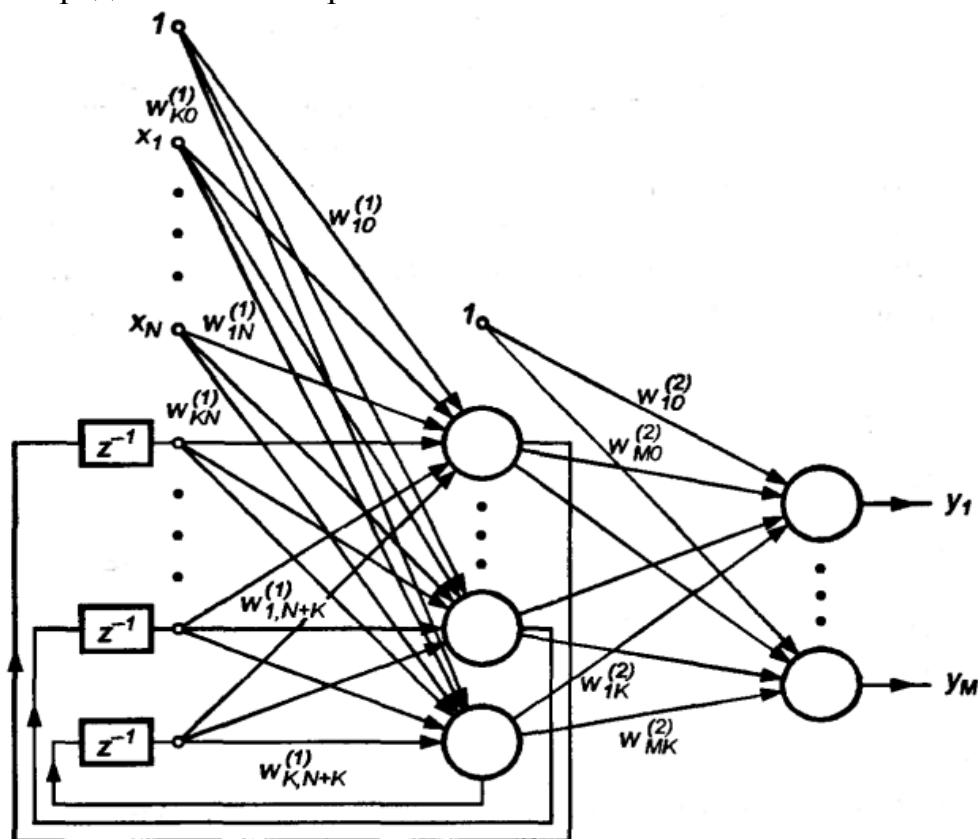 1
w_{K0}^{(1)}
x_1
w_{10}^{(1)}
x_N
w_{1N}^{(1)}
1
w_{KN}^{(1)}
w_{10}^{(2)}
z^{-1}
w_{M0}^{(2)}
y_1
w_{1,N+K}^{(1)}
z^{-1}
w_{1K}^{(2)}
y_M
z^{-1}
w_{MK}^{(2)}
w_{K,N+K}^{(1)}